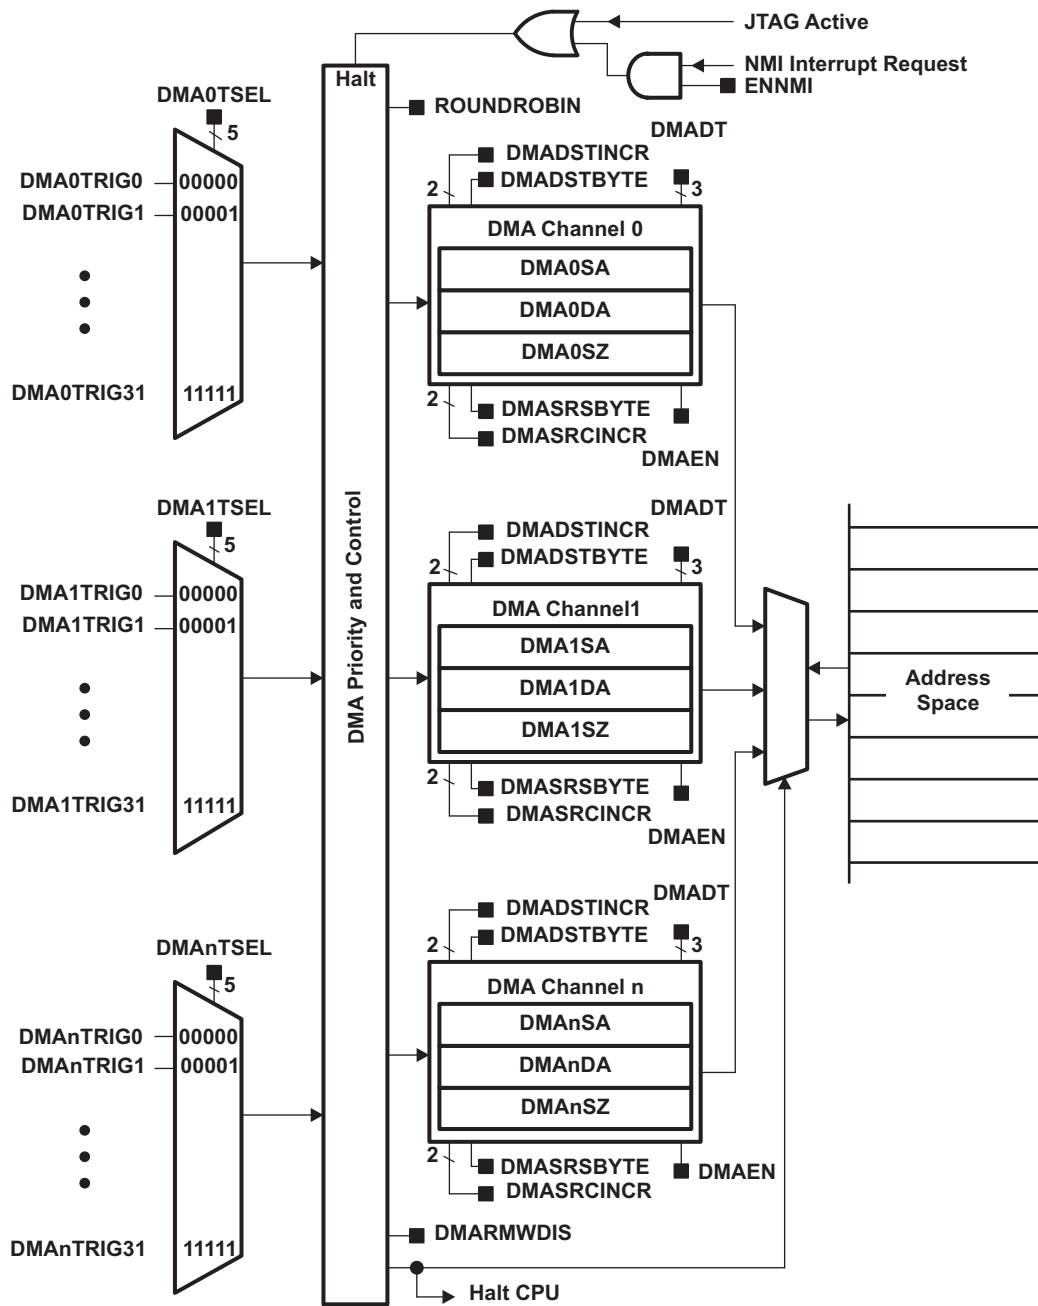 JTAG Active
NMI Interrupt Request
ENNMI
Halt
ROUNDROBIN
DMA Priority and Control
DMA0TSEL
5
DMA0TRIG0
00000
DMA0TRIG1
00001
DMA0TRIG31
11111
DMADT
DMADSTINCR
2
DMADSTBYTE
3
DMA Channel 0
DMA0SA
DMA0DA
DMA0SZ
2
DMASRSBYTE
DMASRCINCR
DMAEN
DMA1TSEL
5
DMA1TRIG0
00000
DMA1TRIG1
00001
DMA1TRIG31
11111
DMADT
DMADSTINCR
2
DMADSTBYTE
3
DMA Channel1
DMA1SA
DMA1DA
DMA1SZ
2
DMASRSBYTE
DMASRCINCR
DMAEN
Address
Space
DMAnTSEL
5
DMAnTRIG0
00000
DMAnTRIG1
00001
DMAnTRIG31
11111
DMADT
DMADSTINCR
2
DMADSTBYTE
3
DMA Channel n
DMAnSA
DMAnDA
DMAnSZ
2
DMASRSBYTE
DMASRCINCR
DMAEN
DMARMWDIS
Halt CPU